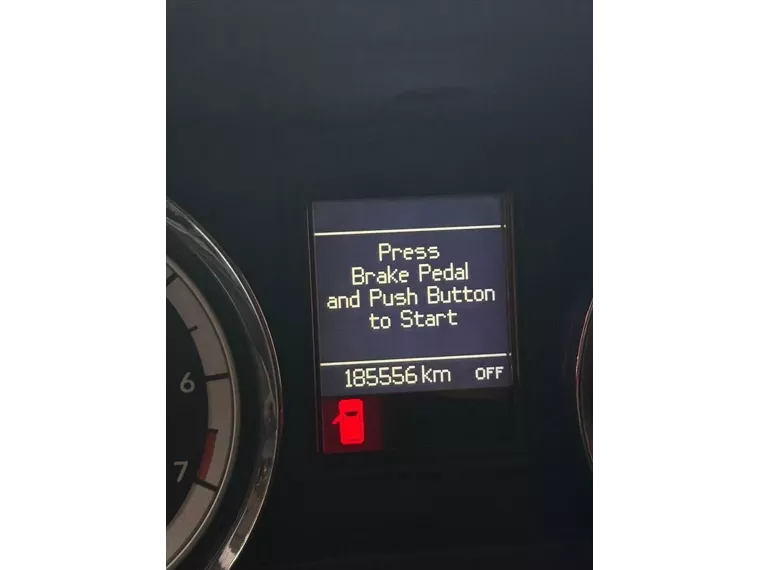 Press
Brake Pedal
and Push Button
to Start
185556 km OFF
6
7